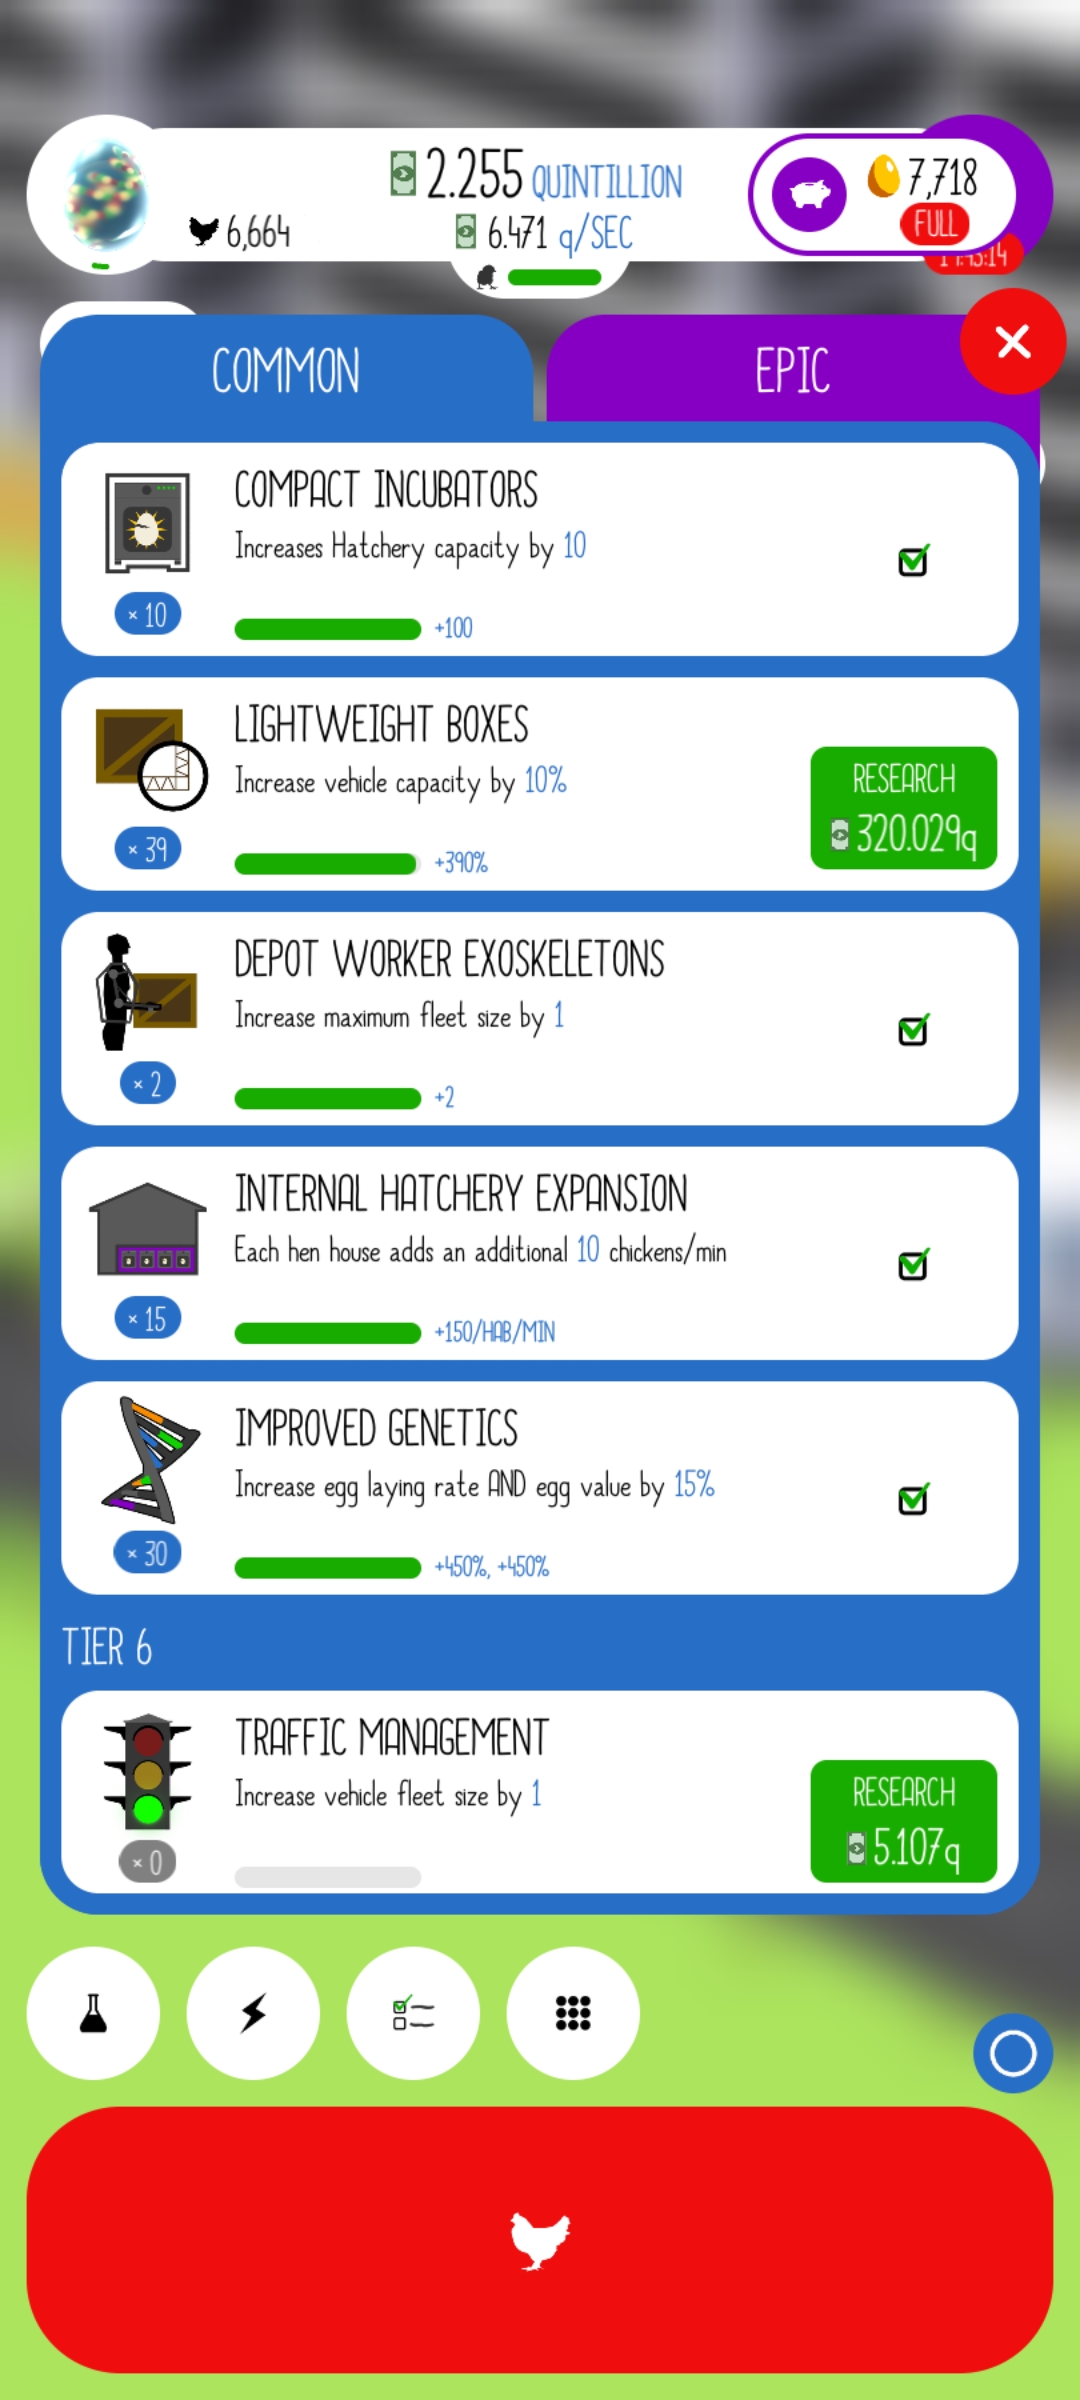 2.255 QUINTILLION
7,718
6,664
6.471 q/SEC
FULL
COMMON
EPIC
COMPACT INCUBATORS
Increases Hatchery capacity by 10
× 10
+100
LIGHTWEIGHT BOXES
Increase vehicle capacity by 10%
RESEARCH
320.029q
× 39
+390%
DEPOT WORKER EXOSKELETONS
Increase maximum fleet size by 1
× 2
+2
INTERNAL HATCHERY EXPANSION
Each hen house adds an additional 10 chickens/min
× 15
+150/HAB/MIN
IMPROVED GENETICS
Increase egg laying rate AND egg value by 15%
× 30
+450%, +450%
TIER 6
TRAFFIC MANAGEMENT
Increase vehicle fleet size by 1
RESEARCH
5.107q
× 0